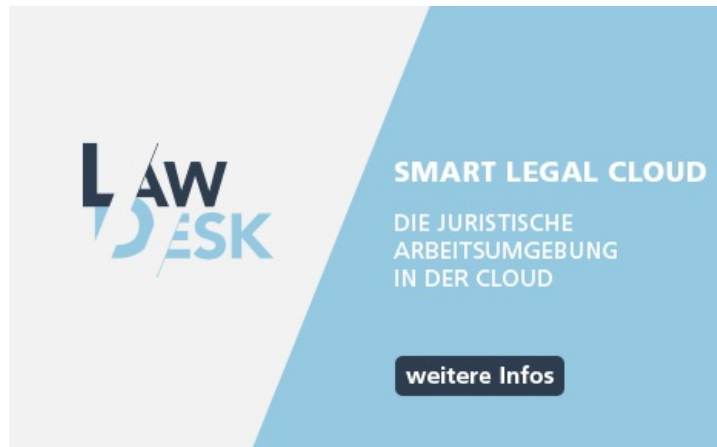 LAW
DESK
SMART LEGAL CLOUD
DIE JURISTISCHE
ARBEITSUMGEBUNG
IN DER CLOUD
weitere Infos